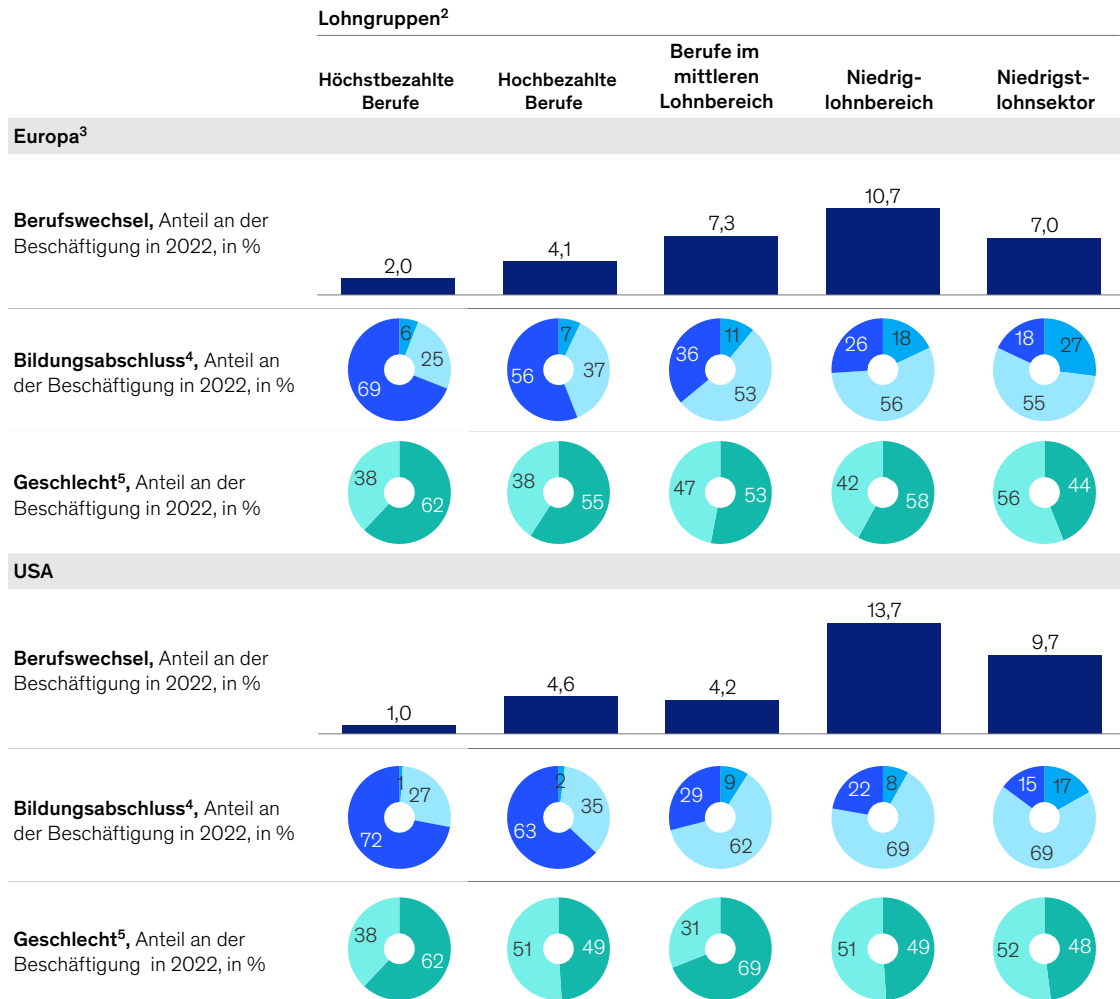 Lohngruppen²
Höchstbezahlte
Berufe
Hochbezahlte
Berufe
Berufe im
mittleren
Lohnbereich
Niedrig-
lohnbereich
Niedrigst-
lohnsektor
Europa³
Berufswechsel, Anteil an der
Beschäftigung in 2022, in %
2,0
4,1
7,3
10,7
7,0
Bildungsabschluss⁴, Anteil an
der Beschäftigung in 2022, in %
6
25
69
7
37
56
11
53
36
18
56
26
27
55
18
Geschlecht⁵, Anteil an der
Beschäftigung in 2022, in %
38
62
38
55
47
53
42
58
56
44
USA
Berufswechsel, Anteil an der
Beschäftigung in 2022, in %
1,0
4,6
4,2
13,7
9,7
Bildungsabschluss⁴, Anteil an
der Beschäftigung in 2022, in %
1
27
72
2
35
63
9
62
29
8
69
22
17
69
15
Geschlecht⁵, Anteil an der
Beschäftigung in 2022, in %
38
62
51
49
31
69
51
49
52
48